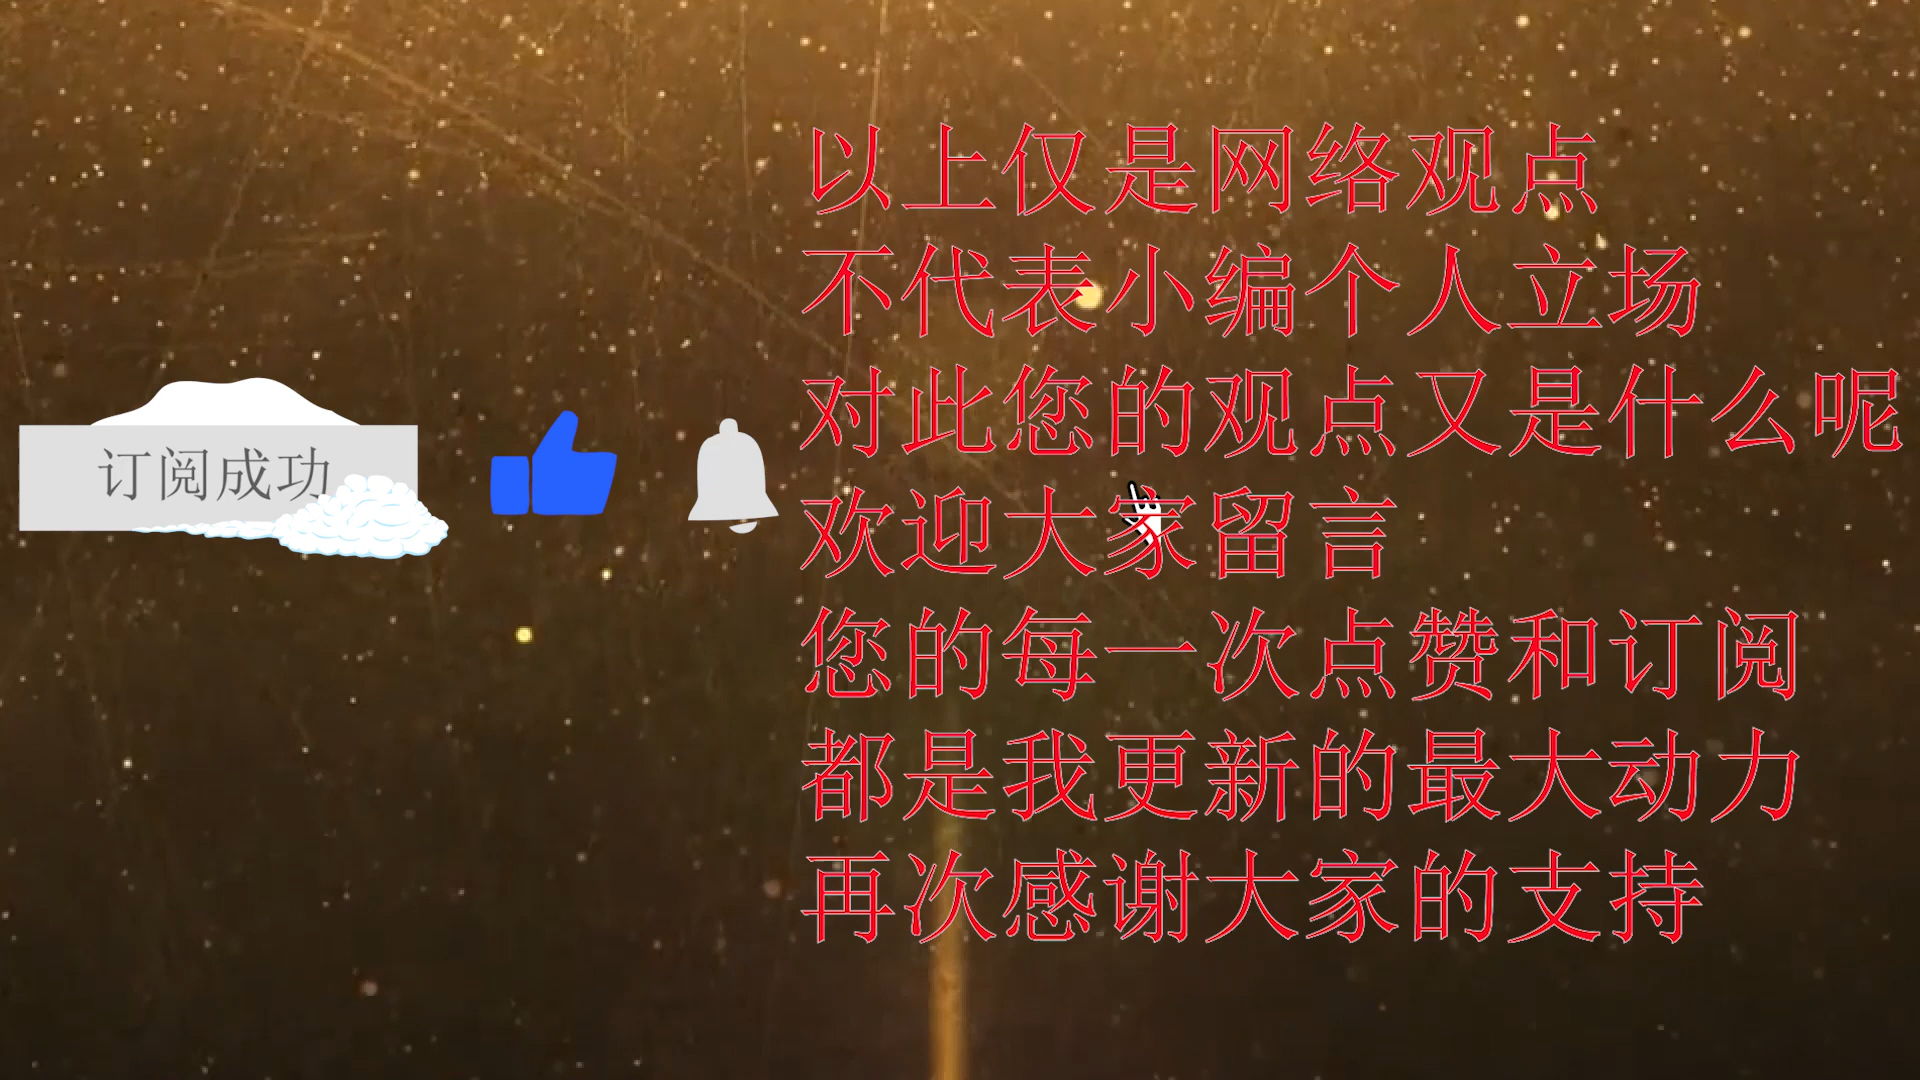 以上仅是网络观点
不代表小编个人立场
对此您的观点又是什么呢
订阅成功
欢迎大家留言
您的每一次点赞和订阅
都是我更新的最大动力
再次感谢大家的支持